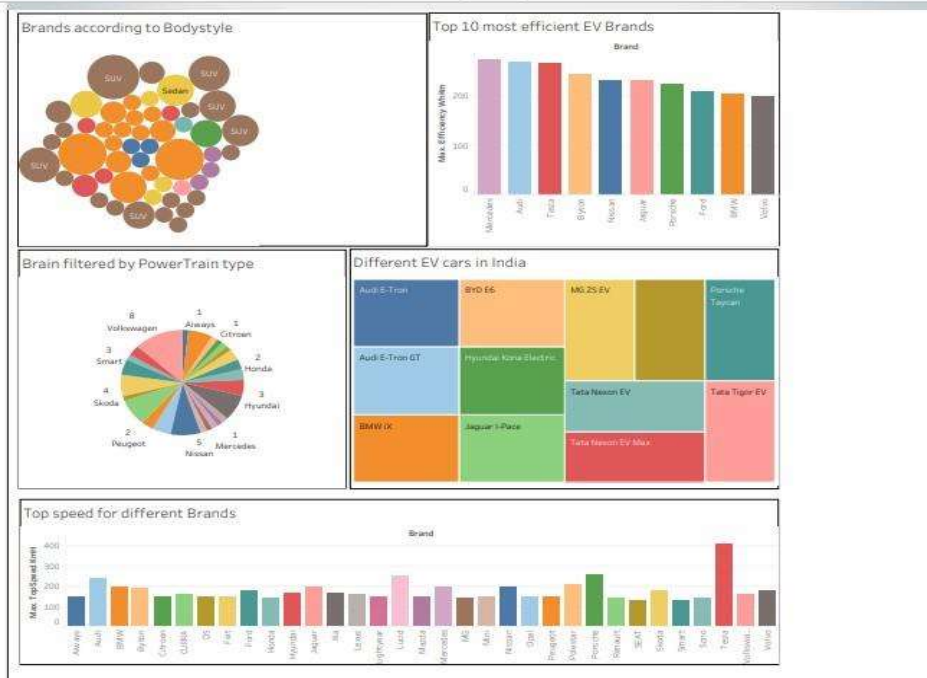 Brands according to Bodystyle
SUV
SUV
Sedan
SUV
SUV
SUV
SUV
Top 10 most efficient EV Brands
Brand
Max. Efficiency WhKm
200
100
0
Mercedes
Audi
Tesla
Byton
Nissan
Jaguar
Porsche
Ford
BMW
Volvo
Brain filtered by PowerTrain type
8
Volkswagen
1
Aiways
1
Citroen
3
Smart
2
Honda
4
Skoda
3
Hyundai
2
Peugeot
5
Nissan
1
Mercedes
Different EV cars in India
Audi E-Tron
BYD E6
MG ZS EV
Porsche
Taycan
Audi E-Tron GT
Hyundai Kona Electric
Tata Nexon EV
Tata Tigor EV
BMW iX
Jaguar I-Pace
Tata Nexon EV Max
Top speed for different Brands
Brand
Max. TopSpeed KmH
400
300
200
100
0
Aiways
Audi
BMW
Byton
Citroen
CUPRA
DS
Fiat
Ford
Honda
Hyundai
Jaguar
Kia
Lexus
Lightyear
Lucid
Mazda
Mercedes
MG
Mini
Nissan
Opel
Peugeot
Polestar
Porsche
Renault
SEAT
Skoda
Smart
Sono
Tesla
Volkswa..
Volvo